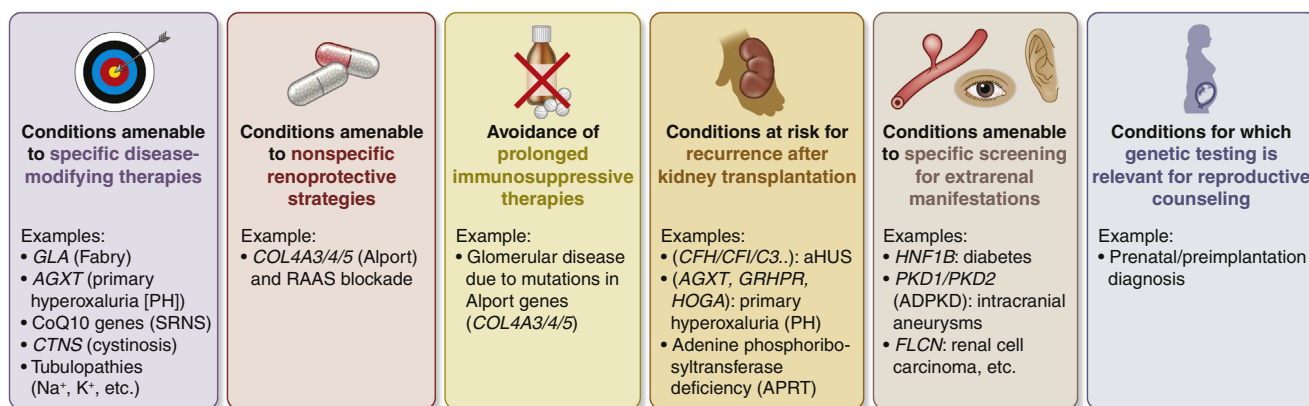 Conditions amenable
to specific disease-
modifying therapies
Examples:
• GLA (Fabry)
• AGXT (primary
hyperoxaluria [PH])
• CoQ10 genes (SRNS)
• CTNS (cystinosis)
• Tubulopathies
(Na⁺, K⁺, etc.)
Conditions amenable
to nonspecific
renoprotective
strategies
Example:
• COL4A3/4/5 (Alport)
and RAAS blockade
Avoidance of
prolonged
immunosuppressive
therapies
Example:
• Glomerular disease
due to mutations in
Alport genes
(COL4A3/4/5)
Conditions at risk for
recurrence after
kidney transplantation
Examples:
• (CFH/CFI/C3..): aHUS
• (AGXT, GRHPR,
HOGA): primary
hyperoxaluria (PH)
• Adenine phosphoribo-
syltransferase
deficiency (APRT)
Conditions amenable
to specific screening
for extrarenal
manifestations
Examples:
• HNF1B: diabetes
• PKD1/PKD2
(ADPKD): intracranial
aneurysms
• FLCN: renal cell
carcinoma, etc.
Conditions for which
genetic testing is
relevant for reproductive
counseling
Example:
• Prenatal/preimplantation
diagnosis